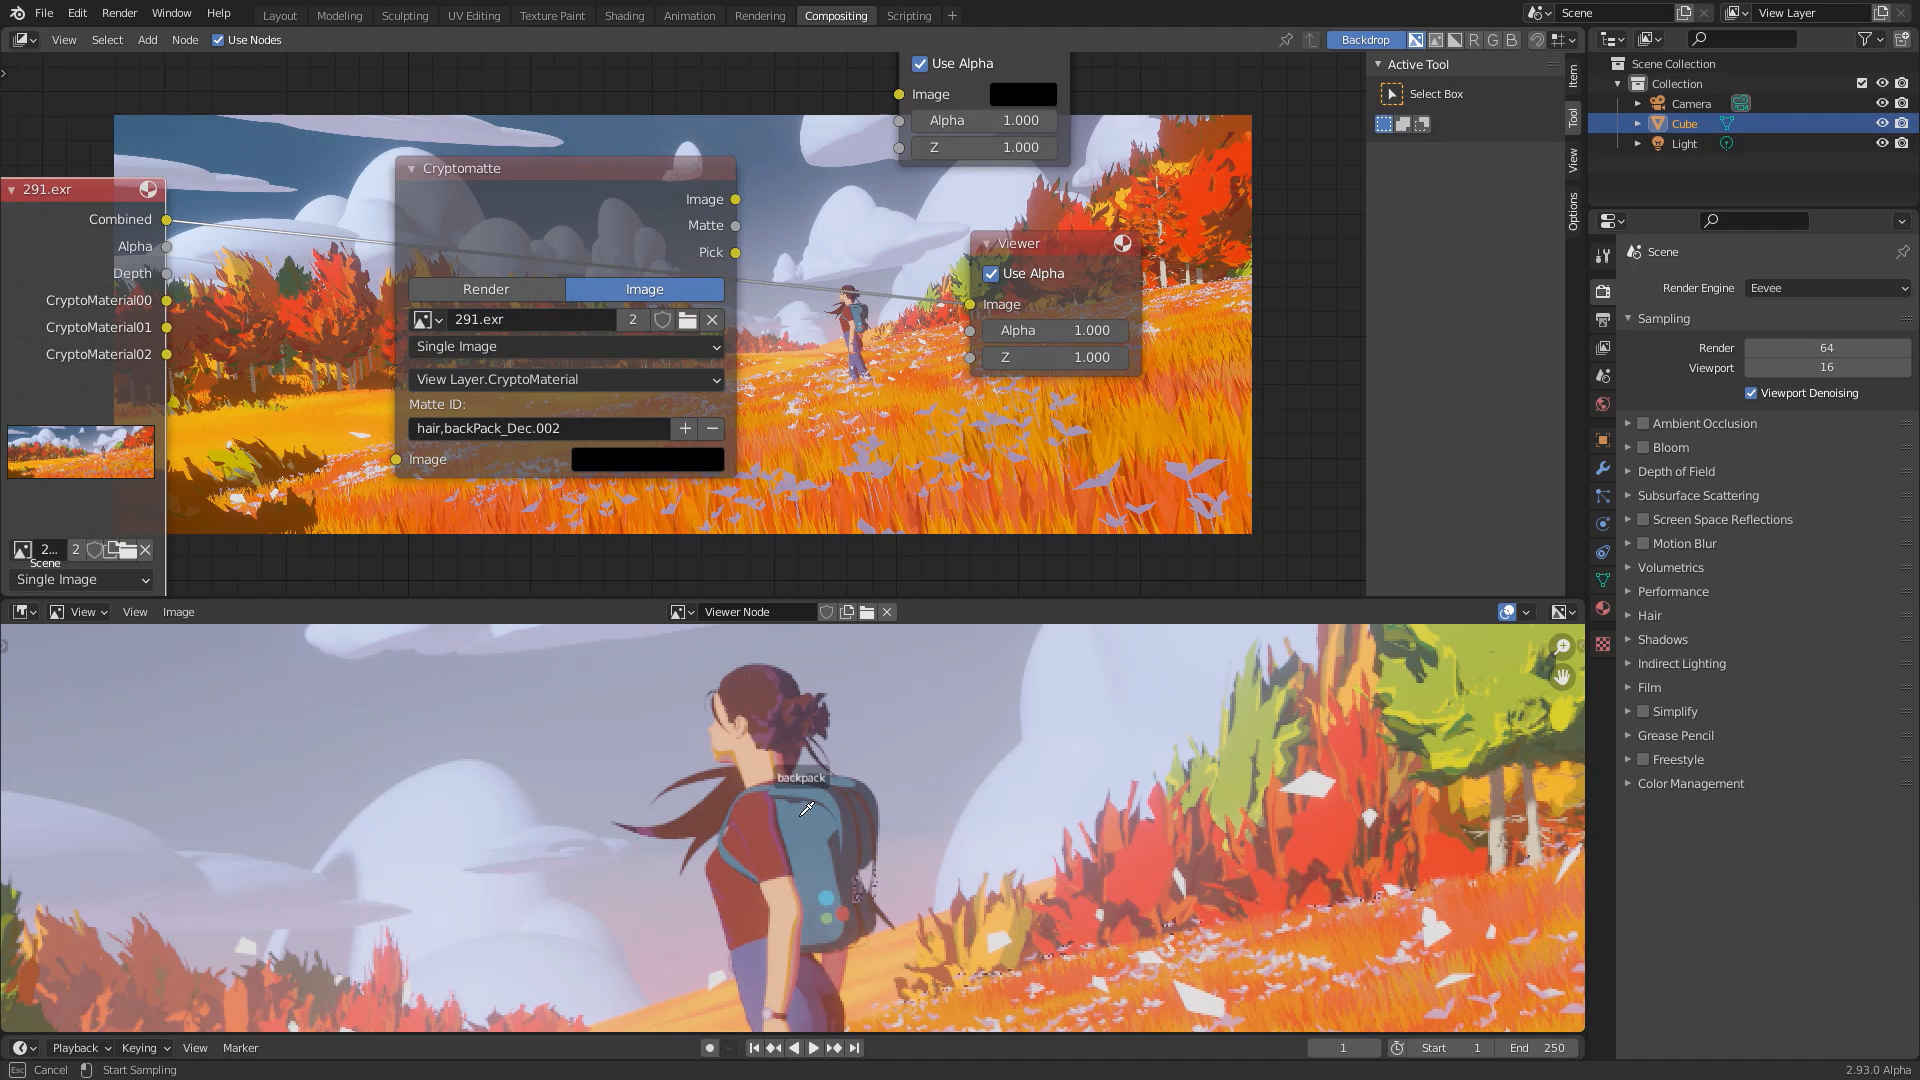 File Edit Render Window Help
Layout Modeling Sculpting UV Editing Texture Paint Shading Animation Rendering Compositing Scripting
Scene
View Layer
View Select Add Node Use Nodes
Backdrop R G B
Use Alpha
Image
Alpha 1.000
Z 1.000
Active Tool
Select Box
Item
Tool
View
Options
291.exr
Combined
Alpha
Depth
CryptoMaterial00
CryptoMaterial01
CryptoMaterial02
2... 2
Scene
Single Image
Cryptomatte
Image
Matte
Pick
Render Image
291.exr 2
Single Image
View Layer.CryptoMaterial
Matte ID:
hair,backPack_Dec.002
Image
Viewer
Use Alpha
Image
Alpha 1.000
Z 1.000
Scene Collection
Collection
Camera
Cube
Light
Scene
Render Engine Eevee
Sampling
Render 64
Viewport 16
Viewport Denoising
Ambient Occlusion
Bloom
Depth of Field
Subsurface Scattering
Screen Space Reflections
Motion Blur
Volumetrics
Performance
Hair
Shadows
Indirect Lighting
Film
Simplify
Grease Pencil
Freestyle
Color Management
View View Image Viewer Node
backpack
Playback Keying View Marker
1 Start 1 End 250
Esc Cancel Start Sampling
2.93.0 Alpha